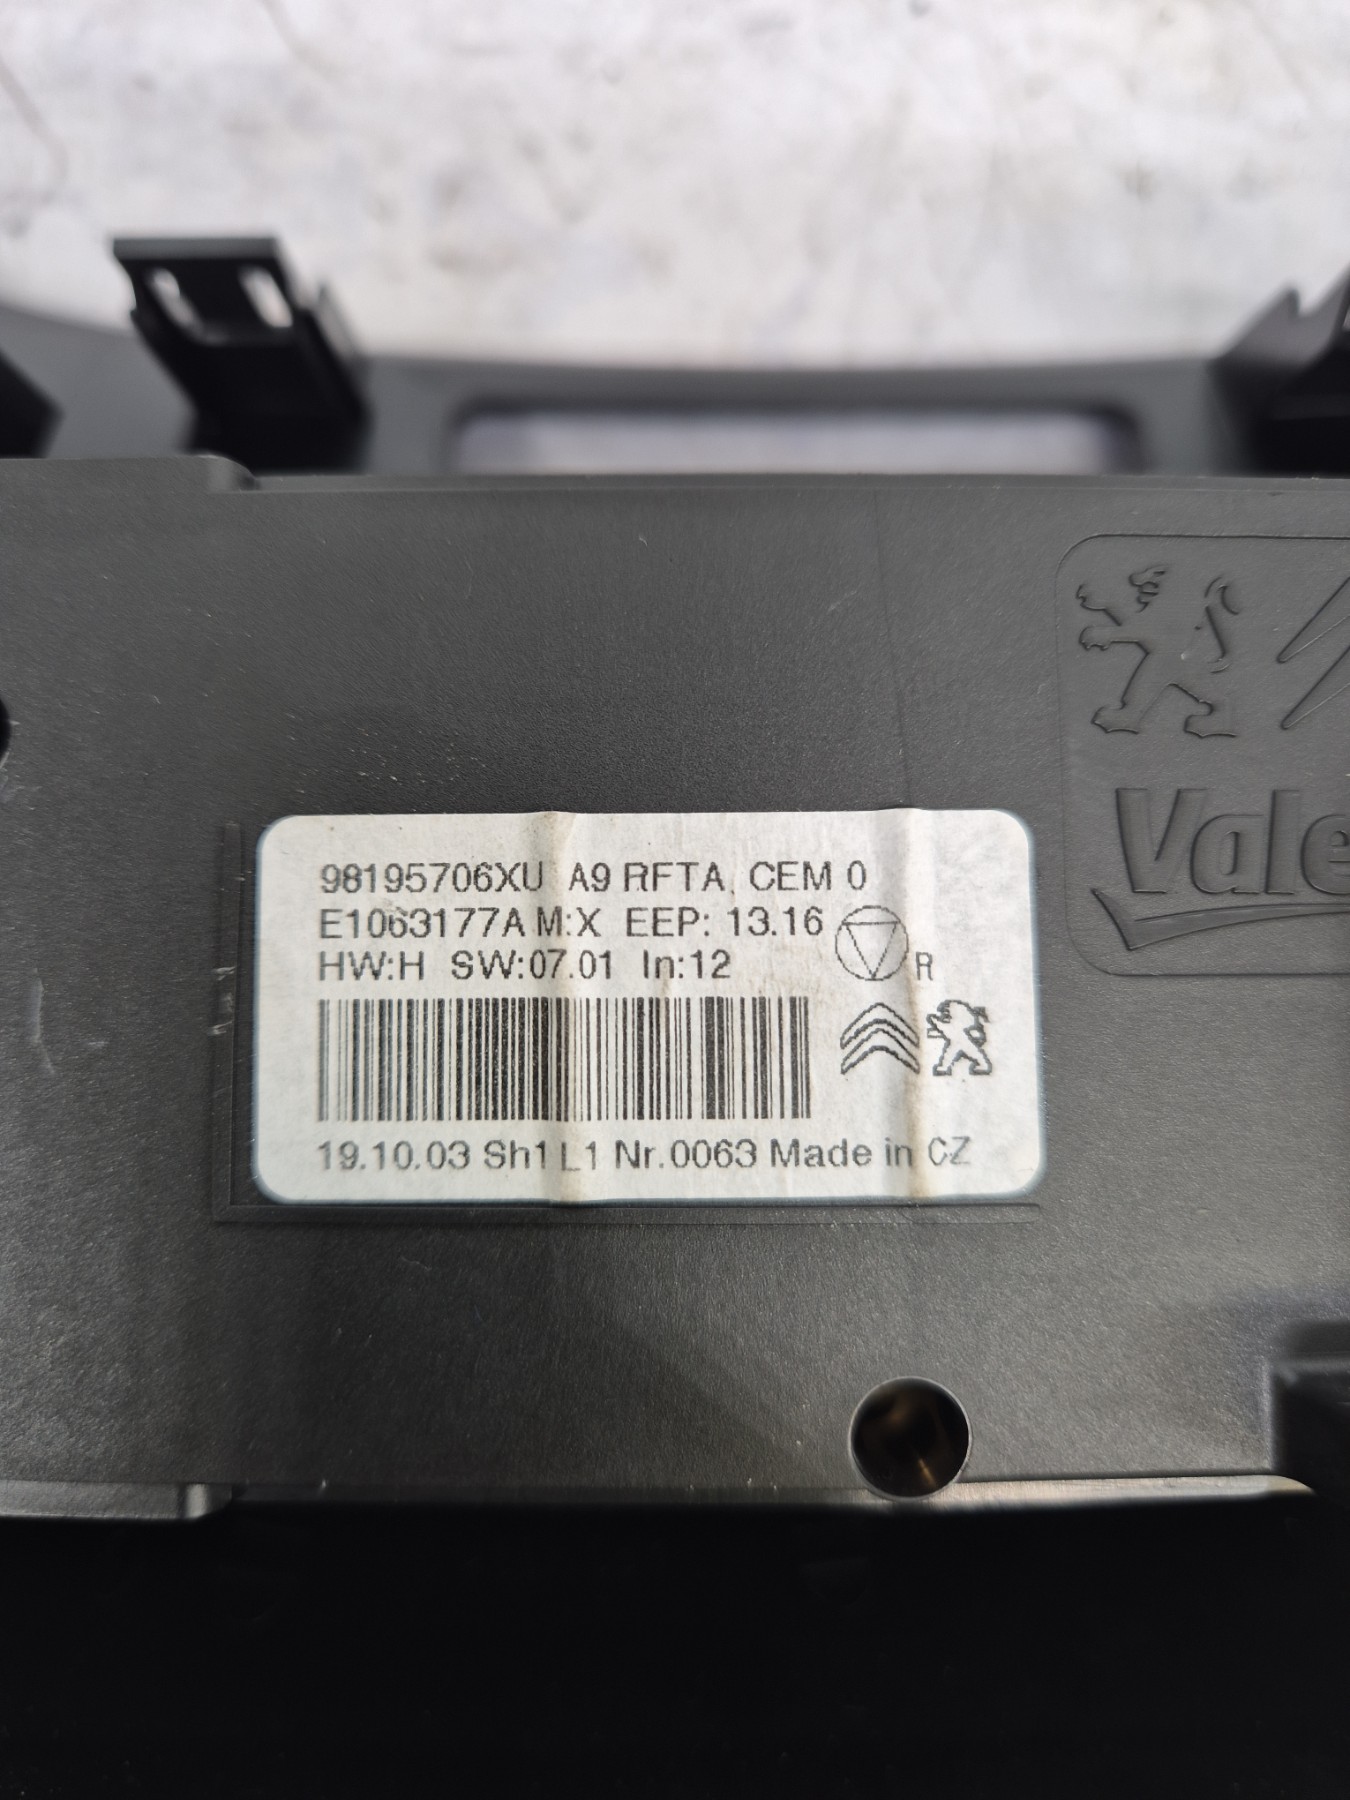 98195706XU A9 RFTA CEM 0
E1063177A M:X EEP: 13.16
HW:H SW:07.01 In:12
R
19.10.03 Sh1 L1 Nr.0063 Made in CZ
Vale